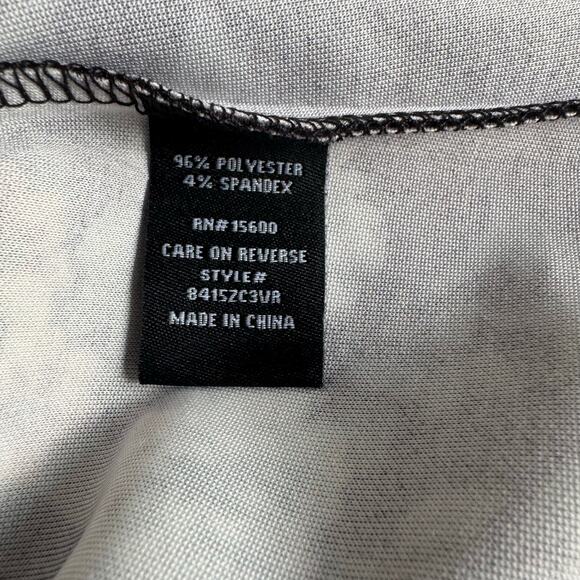 96% POLYESTER
4% SPANDEX
RN#15600
CARE ON REVERSE
STYLE#
8415ZC3VR
MADE IN CHINA